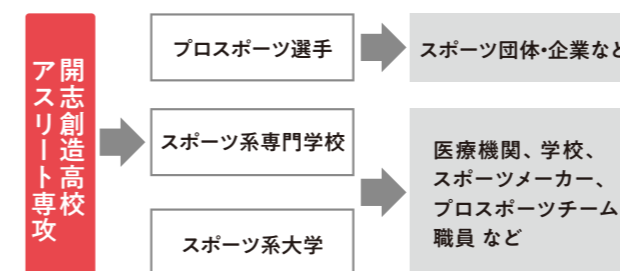 開志創造高校
アスリート専攻
プロスポーツ選手
スポーツ団体・企業など
スポーツ系専門学校
スポーツ系大学
医療機関、学校、
スポーツメーカー、
プロスポーツチーム
職員 など